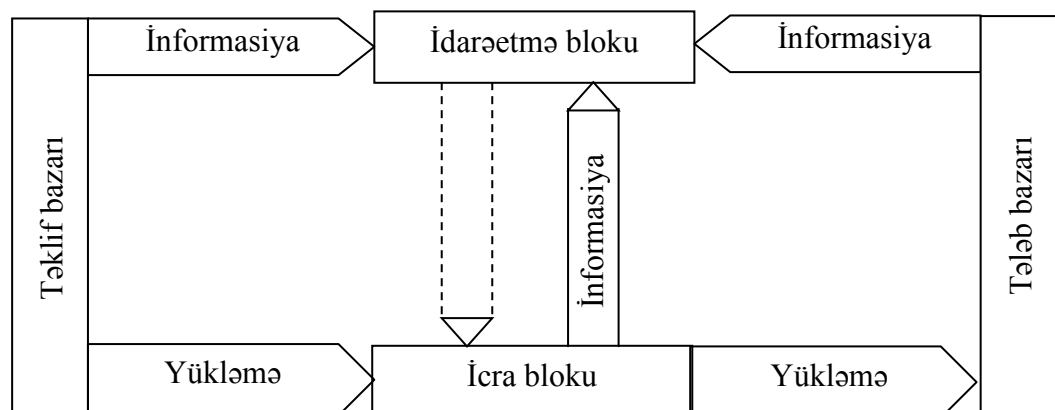 İnformasiya
İdarəetmə bloku
İnformasiya
Təklif bazarı
İnformasiya
Tələb bazarı
Yükləmə
İcra bloku
Yükləmə